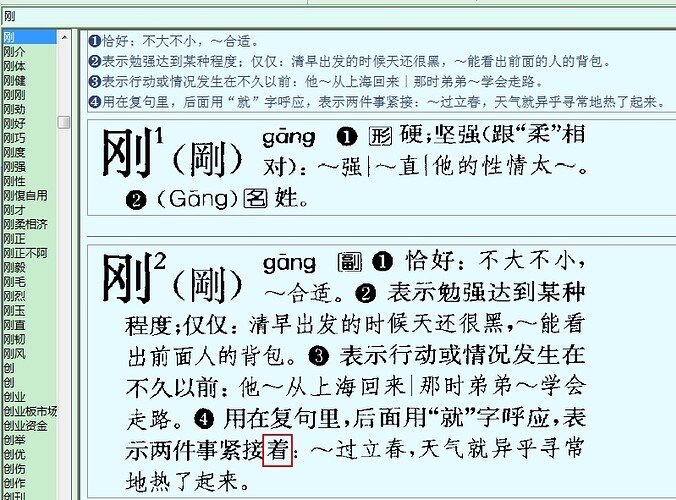 刚
刚
刚介
刚体
刚健
刚刚
刚劲
刚好
刚巧
刚度
刚强
刚性
刚愎自用
刚才
刚柔相济
刚正
刚正不阿
刚毅
刚毛
刚烈
刚玉
刚直
刚韧
刚风
创
创
创业
创业板市场
创业资金
创举
创优
创伤
创作
创刊
❶恰好：不大不小，～合适。
❷表示勉强达到某种程度；仅仅：清早出发的时候天还很黑，～能看出前面的人的背包。
❸表示行动或情况发生在不久以前：他～从上海回来｜那时弟弟～学会走路。
❹用在复句里，后面用“就”字呼应，表示两件事紧接：～过立春，天气就异乎寻常地热了起来。
刚1（剛） gāng ❶ 形 硬；坚强（跟“柔”相
对）：～强｜～直｜他的性情太～。
❷（Gāng）名 姓。
刚2（剛） gāng 副 ❶ 恰好：不大不小，
～合适。❷ 表示勉强达到某种
程度；仅仅：清早出发的时候天还很黑，～能看
出前面人的背包。❸ 表示行动或情况发生在
不久以前：他～从上海回来｜那时弟弟～学会
走路。❹ 用在复句里，后面用“就”字呼应，表
示两件事紧接着：～过立春，天气就异乎寻常
地热了起来。